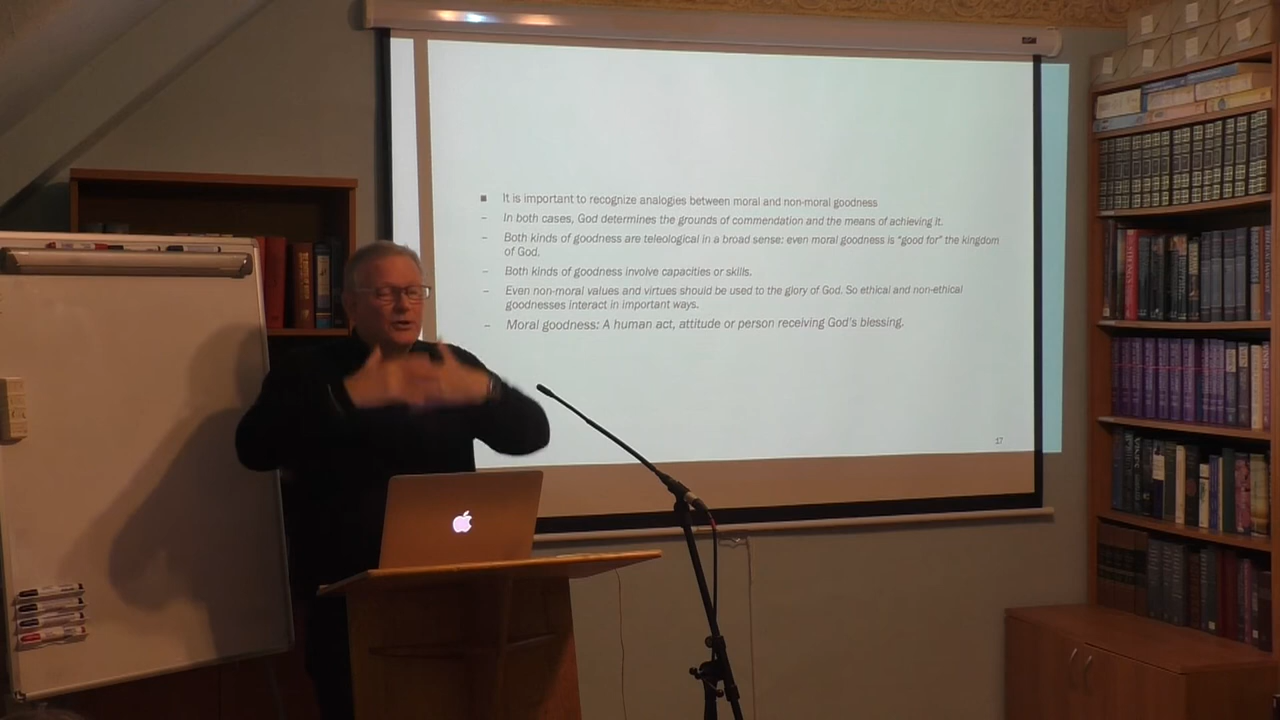 It is important to recognize analogies between moral and non-moral goodness
– In both cases, God determines the grounds of commendation and the means of achieving it.
– Both kinds of goodness are teleological in a broad sense: even moral goodness is "good for" the kingdom
of God.
– Both kinds of goodness involve capacities or skills.
– Even non-moral values and virtues should be used to the glory of God. So ethical and non-ethical
goodnesses interact in important ways.
– Moral goodness: A human act, attitude or person receiving God's blessing.
17